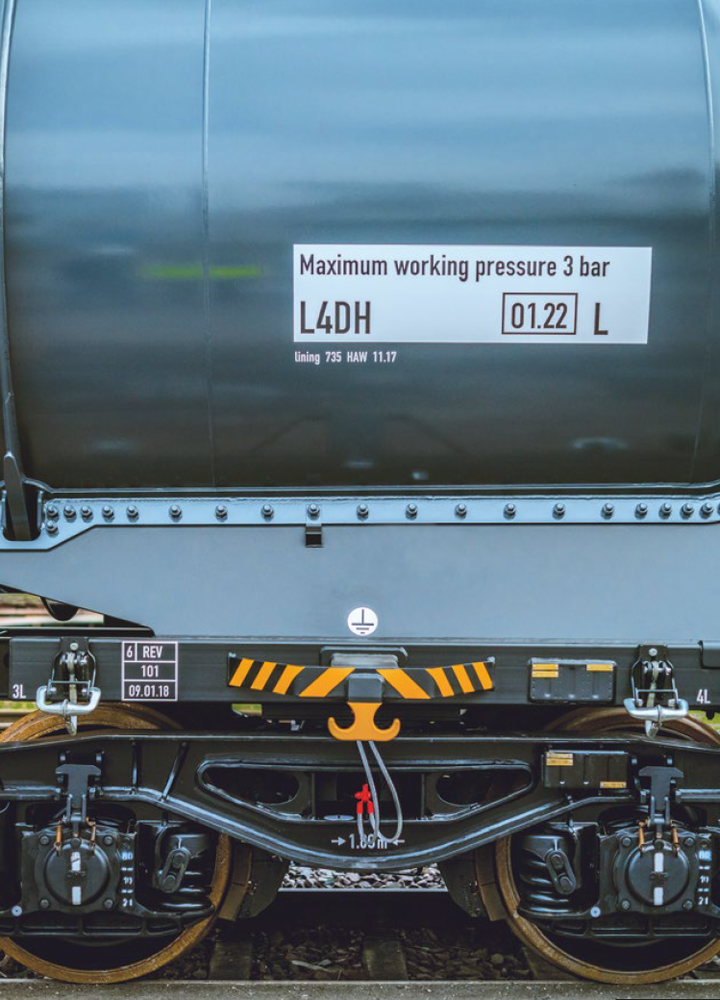 Maximum working pressure 3 bar
L4DH 01.22 L
lining 735 HAW 11.17
6 REV
101
09.01.18
3L
4L